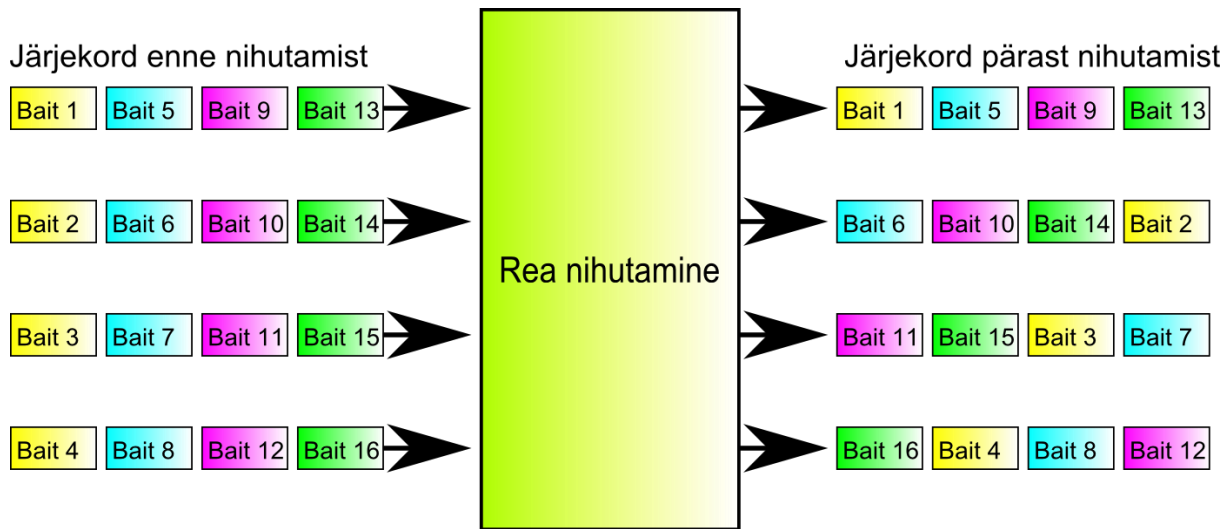 Järjekord enne nihutamist
Järjekord pärast nihutamist
Bait 1 Bait 5 Bait 9 Bait 13
Bait 1 Bait 5 Bait 9 Bait 13
Bait 2 Bait 6 Bait 10 Bait 14
Bait 6 Bait 10 Bait 14 Bait 2
Rea nihutamine
Bait 3 Bait 7 Bait 11 Bait 15
Bait 11 Bait 15 Bait 3 Bait 7
Bait 4 Bait 8 Bait 12 Bait 16
Bait 16 Bait 4 Bait 8 Bait 12